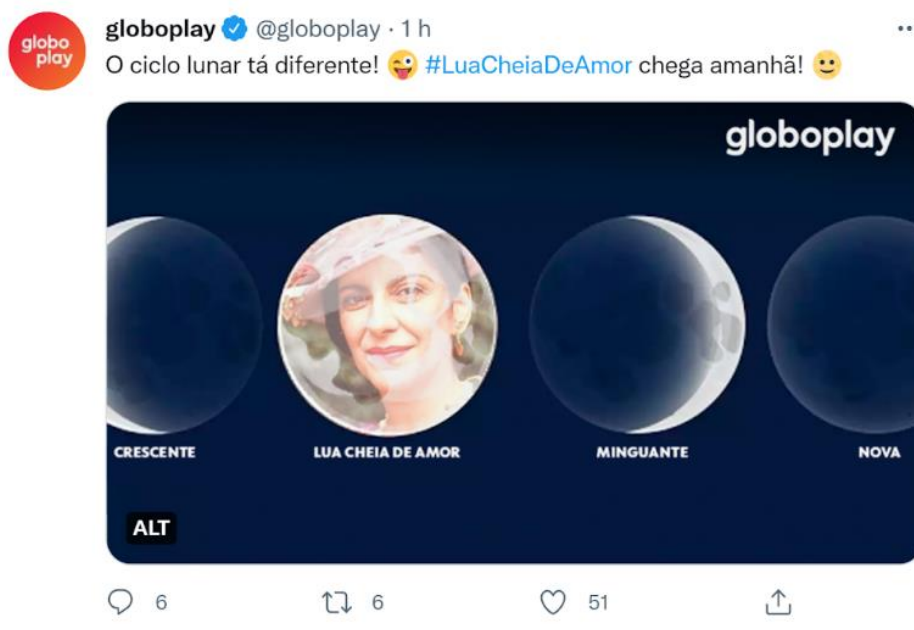 globo
play
globoplay @globoplay · 1 h
O ciclo lunar tá diferente! 😜 #LuaCheiaDeAmor chega amanhã! 🙂
globoplay
CRESCENTE LUA CHEIA DE AMOR MINGUANTE NOVA
ALT
6 6 51